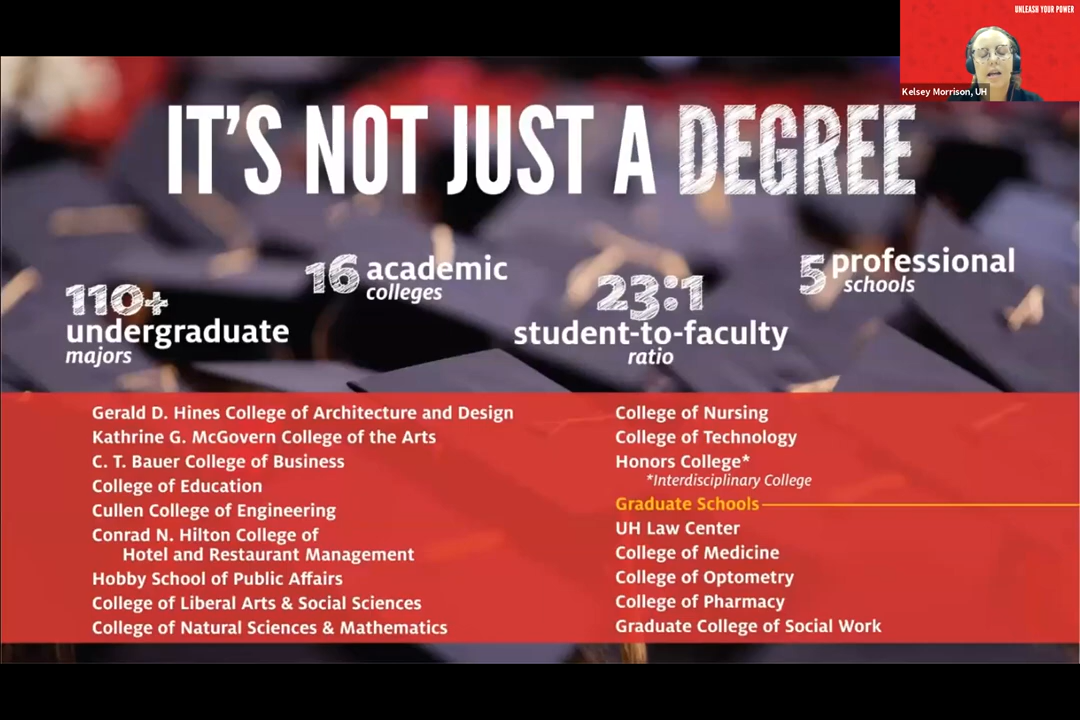 UNLEASH YOUR POWER
Kelsey Morrison, UH
IT'S NOT JUST A DEGREE
110+
undergraduate
majors
16 academic
colleges
23:1
student-to-faculty
ratio
5 professional
schools
Gerald D. Hines College of Architecture and Design
Kathrine G. McGovern College of the Arts
C. T. Bauer College of Business
College of Education
Cullen College of Engineering
Conrad N. Hilton College of
Hotel and Restaurant Management
Hobby School of Public Affairs
College of Liberal Arts & Social Sciences
College of Natural Sciences & Mathematics
College of Nursing
College of Technology
Honors College*
*Interdisciplinary College
Graduate Schools
UH Law Center
College of Medicine
College of Optometry
College of Pharmacy
Graduate College of Social Work